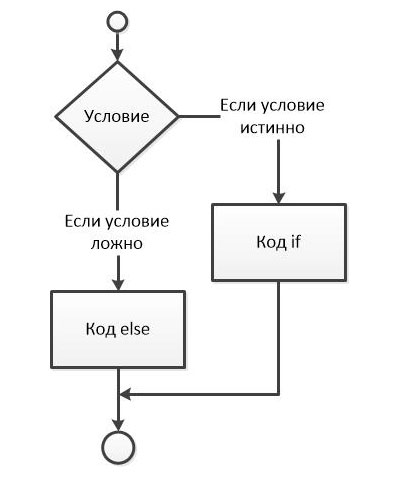 Условие
Если условие
истинно
Если условие
ложно
Код if
Код else